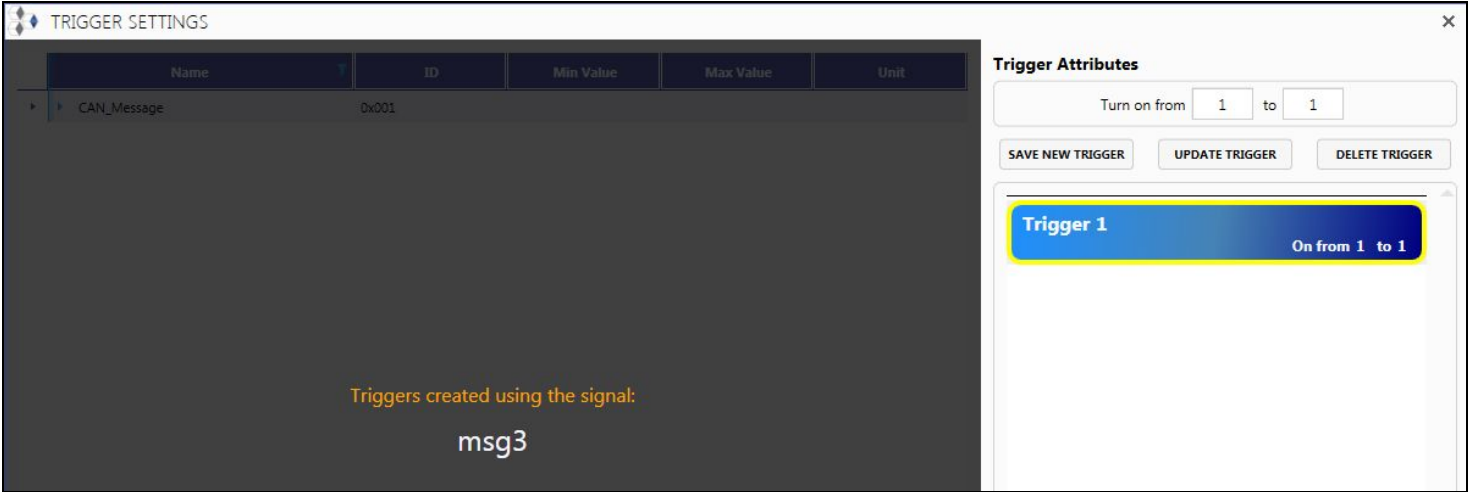 TRIGGER SETTINGS
Name ID Min Value Max Value Unit
CAN_Message 0x001
Triggers created using the signal:
msg3
Trigger Attributes
Turn on from 1 to 1
SAVE NEW TRIGGER UPDATE TRIGGER DELETE TRIGGER
Trigger 1
On from 1 to 1